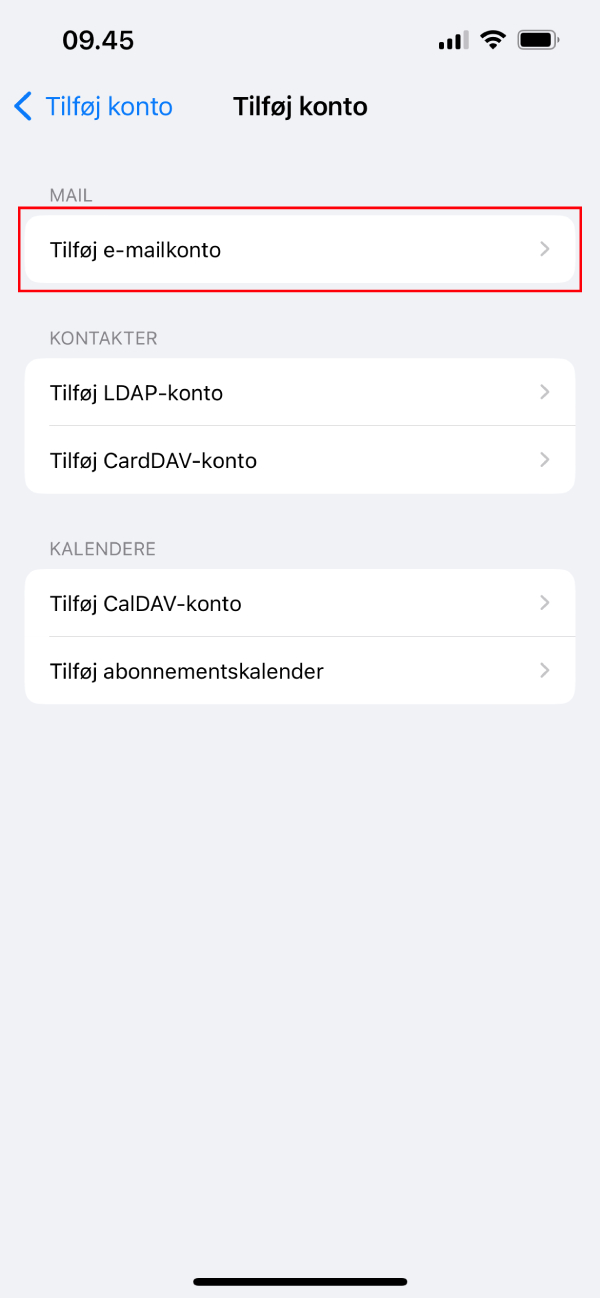 09.45
Tilføj konto
Tilføj konto
MAIL
Tilføj e-mailkonto
KONTAKTER
Tilføj LDAP-konto
Tilføj CardDAV-konto
KALENDERE
Tilføj CalDAV-konto
Tilføj abonnementskalender